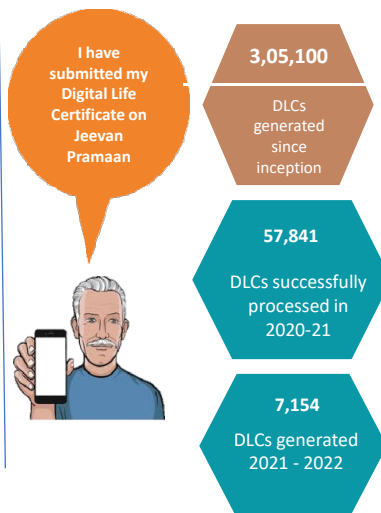 I have
submitted my
Digital Life
Certificate on
Jeevan
Pramaan
3,05,100
DLCs
generated
since
inception
57,841
DLCs successfully
processed in
2020-21
7,154
DLCs generated
2021 - 2022